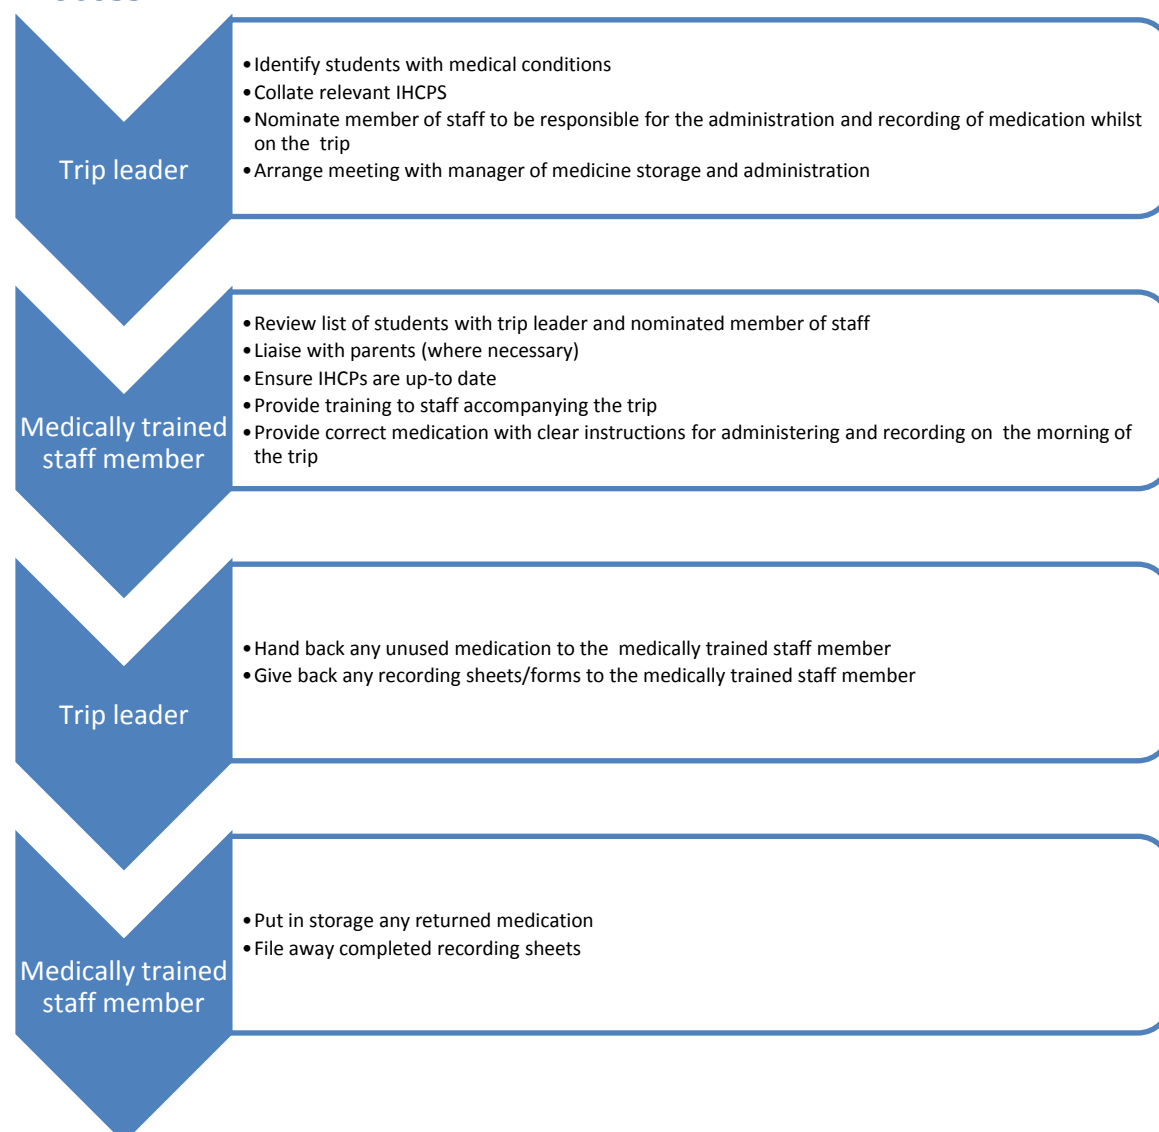 Trip leader
•Identify students with medical conditions
•Collate relevant IHCPS
•Nominate member of staff to be responsible for the administration and recording of medication whilst
on the trip
•Arrange meeting with manager of medicine storage and administration
Medically trained
staff member
•Review list of students with trip leader and nominated member of staff
•Liaise with parents (where necessary)
•Ensure IHCPs are up-to date
•Provide training to staff accompanying the trip
•Provide correct medication with clear instructions for administering and recording on the morning of
the trip
Trip leader
•Hand back any unused medication to the medically trained staff member
•Give back any recording sheets/forms to the medically trained staff member
Medically trained
staff member
•Put in storage any returned medication
•File away completed recording sheets